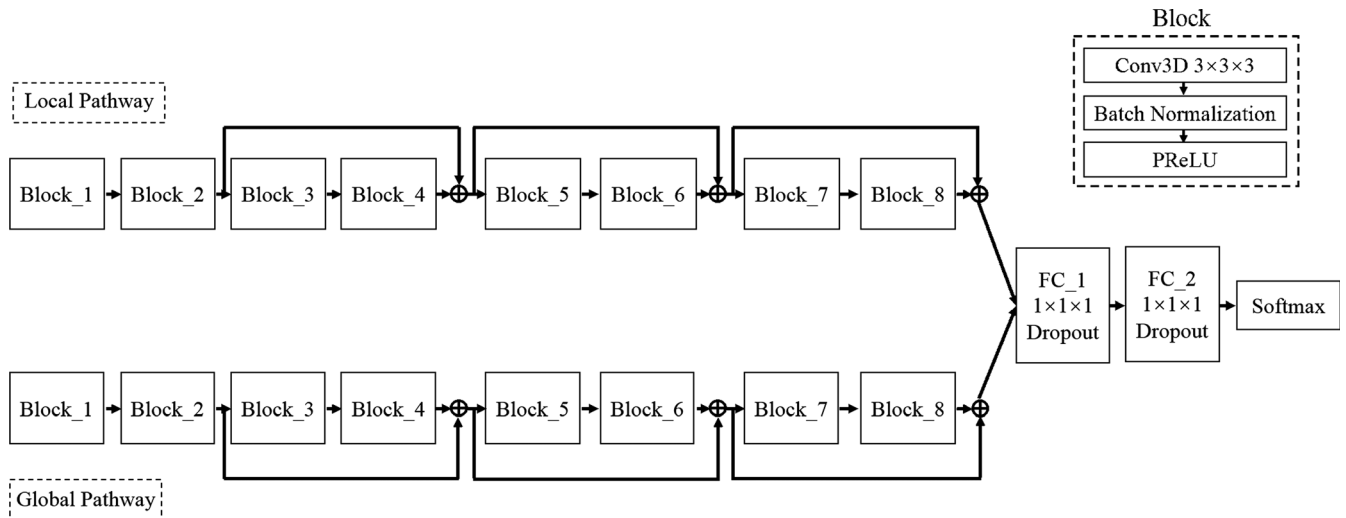 Block
Conv3D 3×3×3
Batch Normalization
PReLU
Local Pathway
Block_1
Block_2
Block_3
Block_4
Block_5
Block_6
Block_7
Block_8
FC_1
1×1×1
Dropout
FC_2
1×1×1
Dropout
Softmax
Block_1
Block_2
Block_3
Block_4
Block_5
Block_6
Block_7
Block_8
Global Pathway